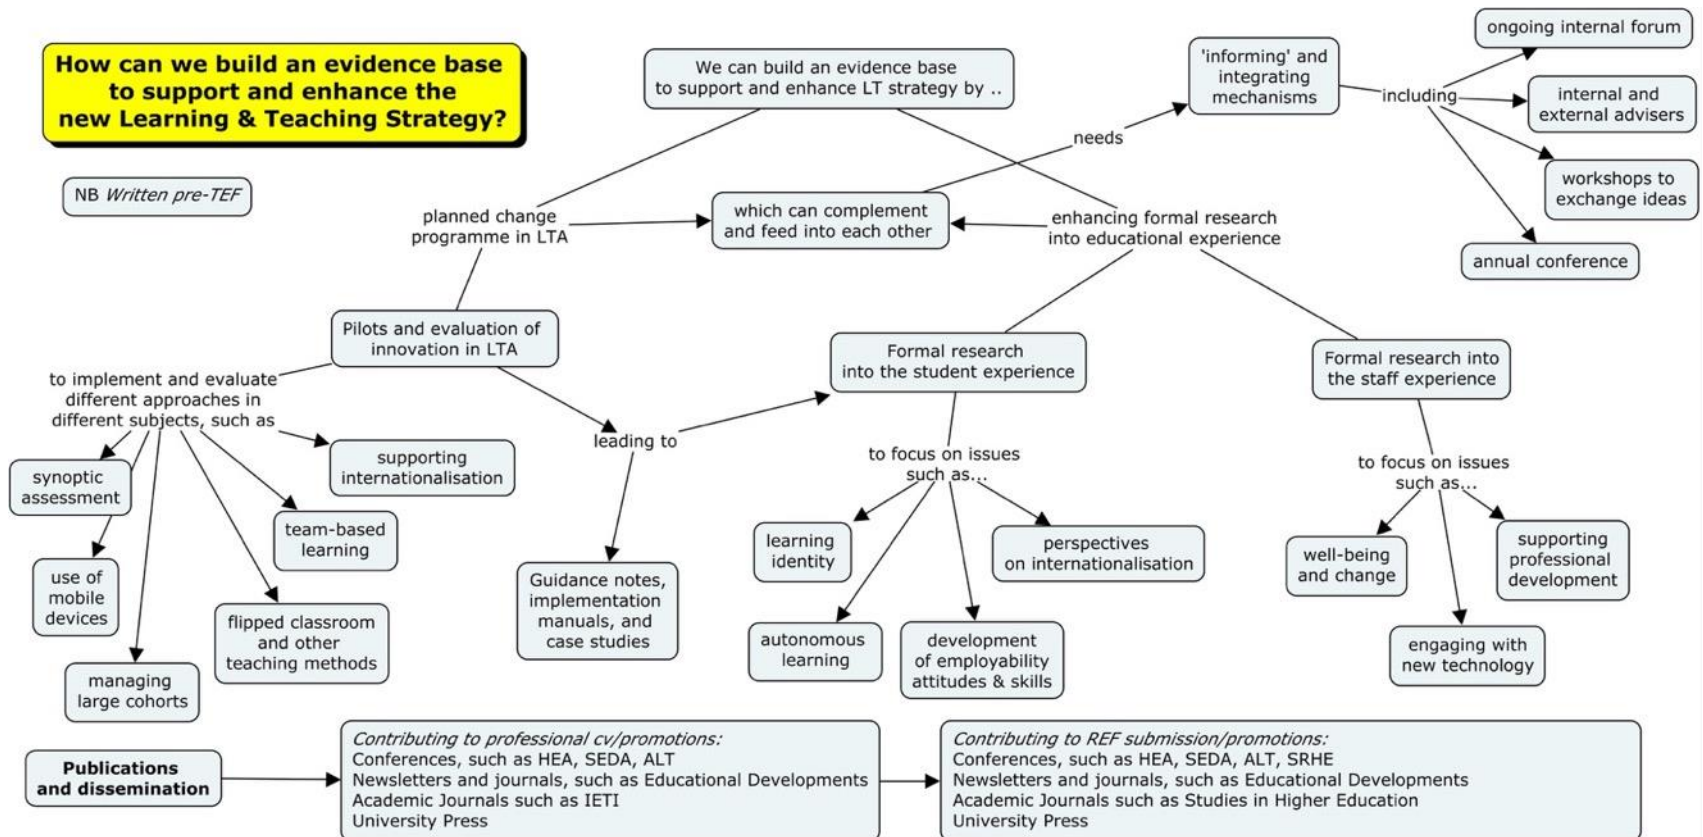 How can we build an evidence base
to support and enhance the
new Learning & Teaching Strategy?
NB Written pre-TEF
We can build an evidence base
to support and enhance LT strategy by ..
'informing' and
integrating
mechanisms
including
ongoing internal forum
internal and
external advisers
workshops to
exchange ideas
annual conference
needs
planned change
programme in LTA
which can complement
and feed into each other
enhancing formal research
into educational experience
Pilots and evaluation of
innovation in LTA
to implement and evaluate
different approaches in
different subjects, such as
synoptic
assessment
use of
mobile
devices
managing
large cohorts
flipped classroom
and other
teaching methods
team-based
learning
supporting
internationalisation
leading to
Guidance notes,
implementation
manuals, and
case studies
Formal research
into the student experience
to focus on issues
such as...
learning
identity
autonomous
learning
development
of employability
attitudes & skills
perspectives
on internationalisation
Formal research into
the staff experience
to focus on issues
such as...
well-being
and change
engaging with
new technology
supporting
professional
development
Publications
and dissemination
Contributing to professional cv/promotions:
Conferences, such as HEA, SEDA, ALT
Newsletters and journals, such as Educational Developments
Academic Journals such as IETI
University Press
Contributing to REF submission/promotions:
Conferences, such as HEA, SEDA, ALT, SRHE
Newsletters and journals, such as Educational Developments
Academic Journals such as Studies in Higher Education
University Press